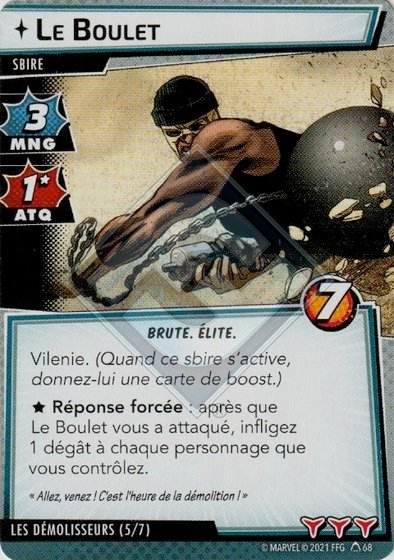 LE BOULET
SBIRE
3
MNG
1
ATQ
7
BRUTE. ÉLITE.
Vilenie. (Quand ce sbire s'active,
donnez-lui une carte de boost.)
★ Réponse forcée : après que
Le Boulet vous a attaqué, infligez
1 dégât à chaque personnage que
vous contrôlez.
« Allez, venez ! C'est l'heure de la démolition ! »
LES DÉMOLISSEURS (5/7)
© MARVEL © 2021 FFG 68